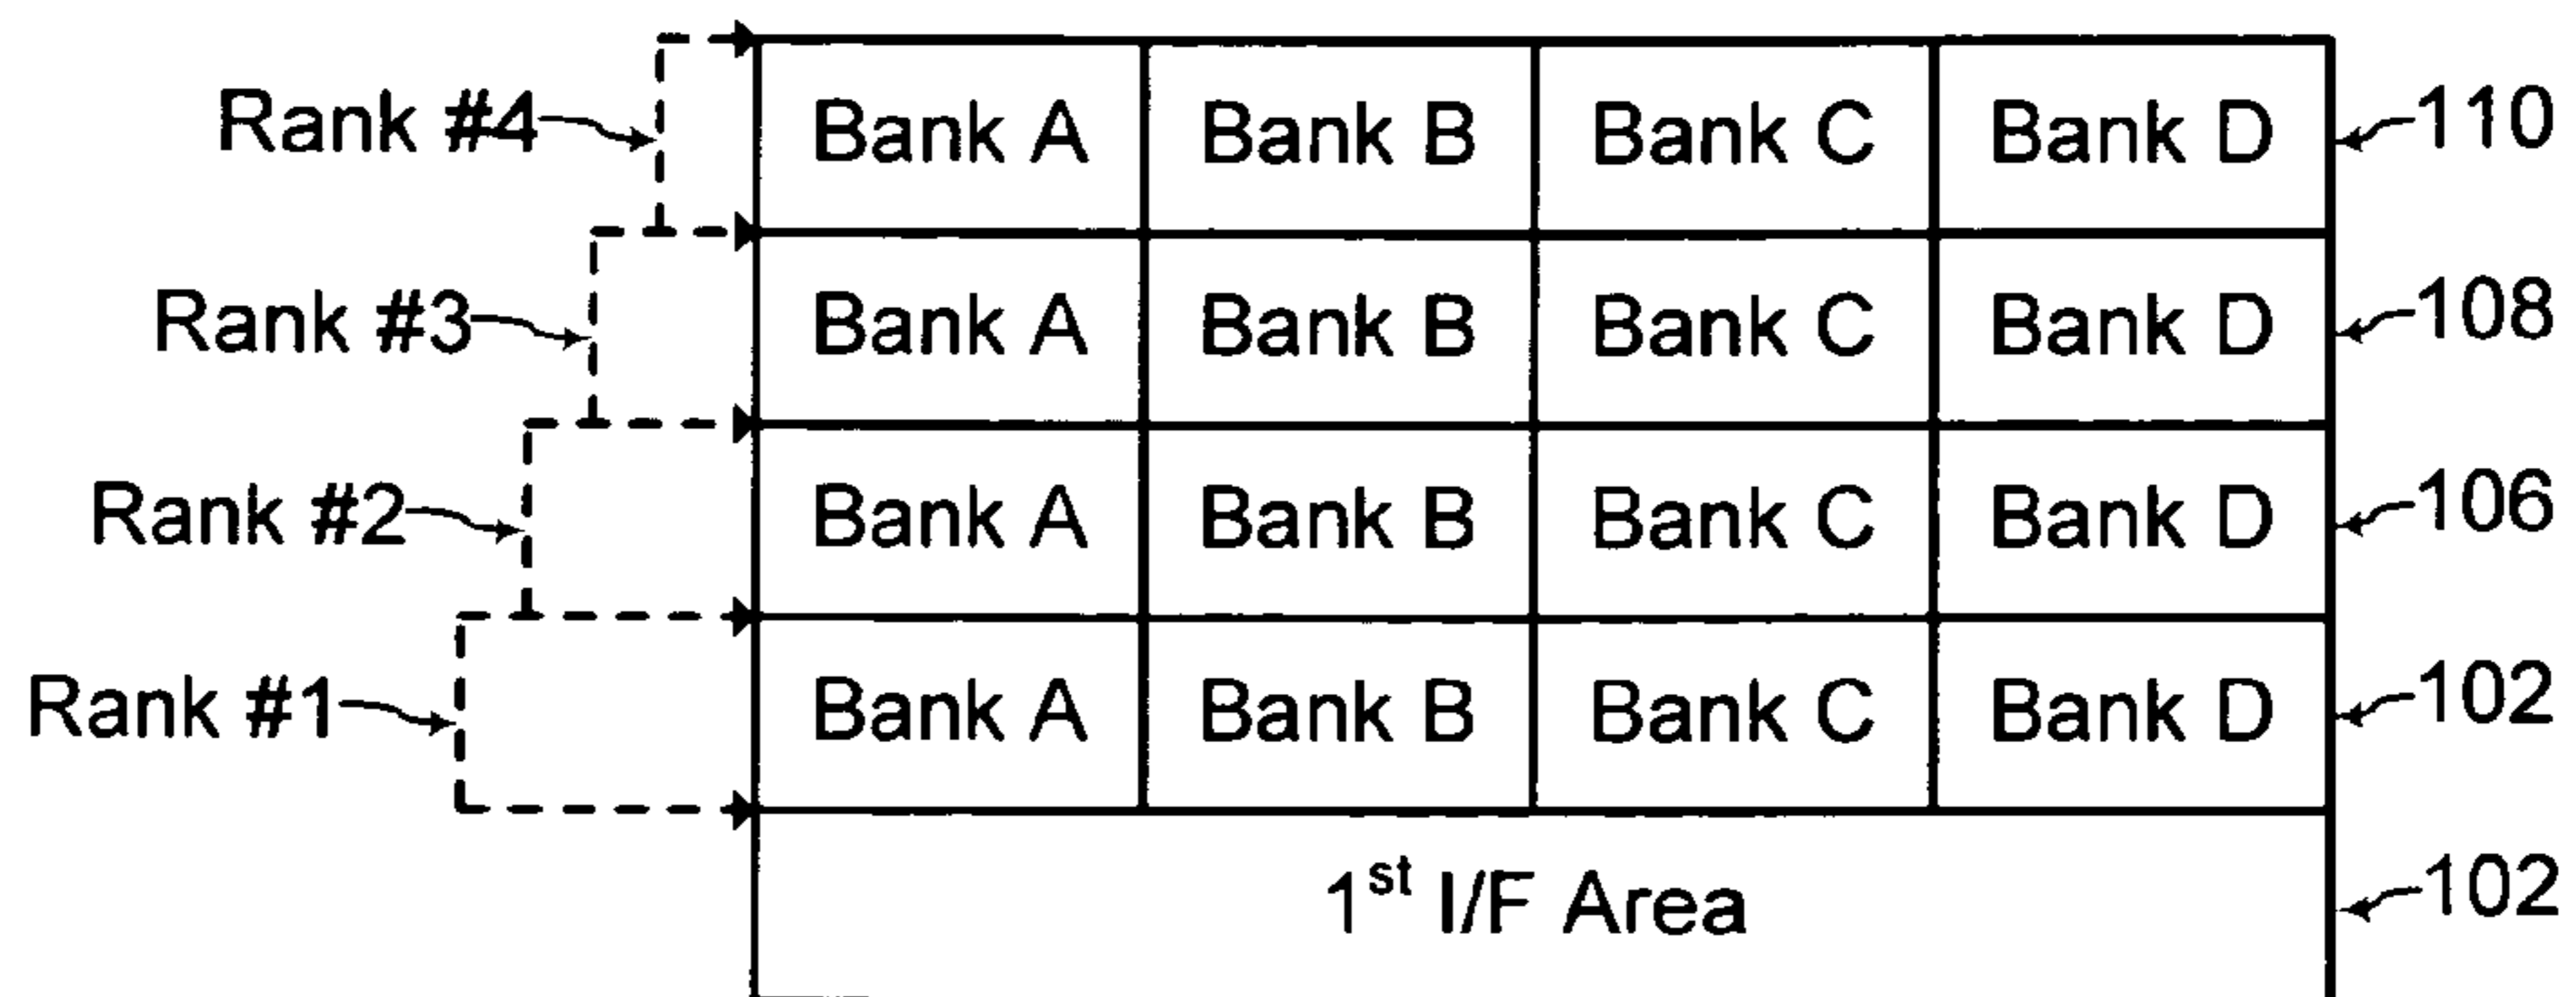 Rank #4 Bank A Bank B Bank C Bank D 110
Rank #3 Bank A Bank B Bank C Bank D 108
Rank #2 Bank A Bank B Bank C Bank D 106
Rank #1 Bank A Bank B Bank C Bank D 102
1st I/F Area 102